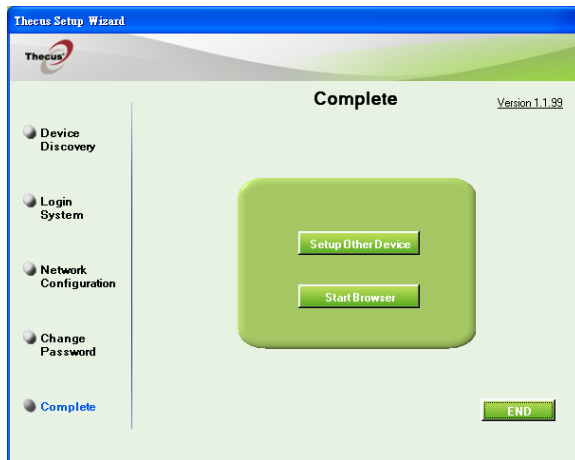 Thecus Setup Wizard
Thecus
Complete
Version 1.1.99
Device
Discovery
Login
System
Network
Configuration
Change
Password
Complete
Setup Other Device
Start Browser
END